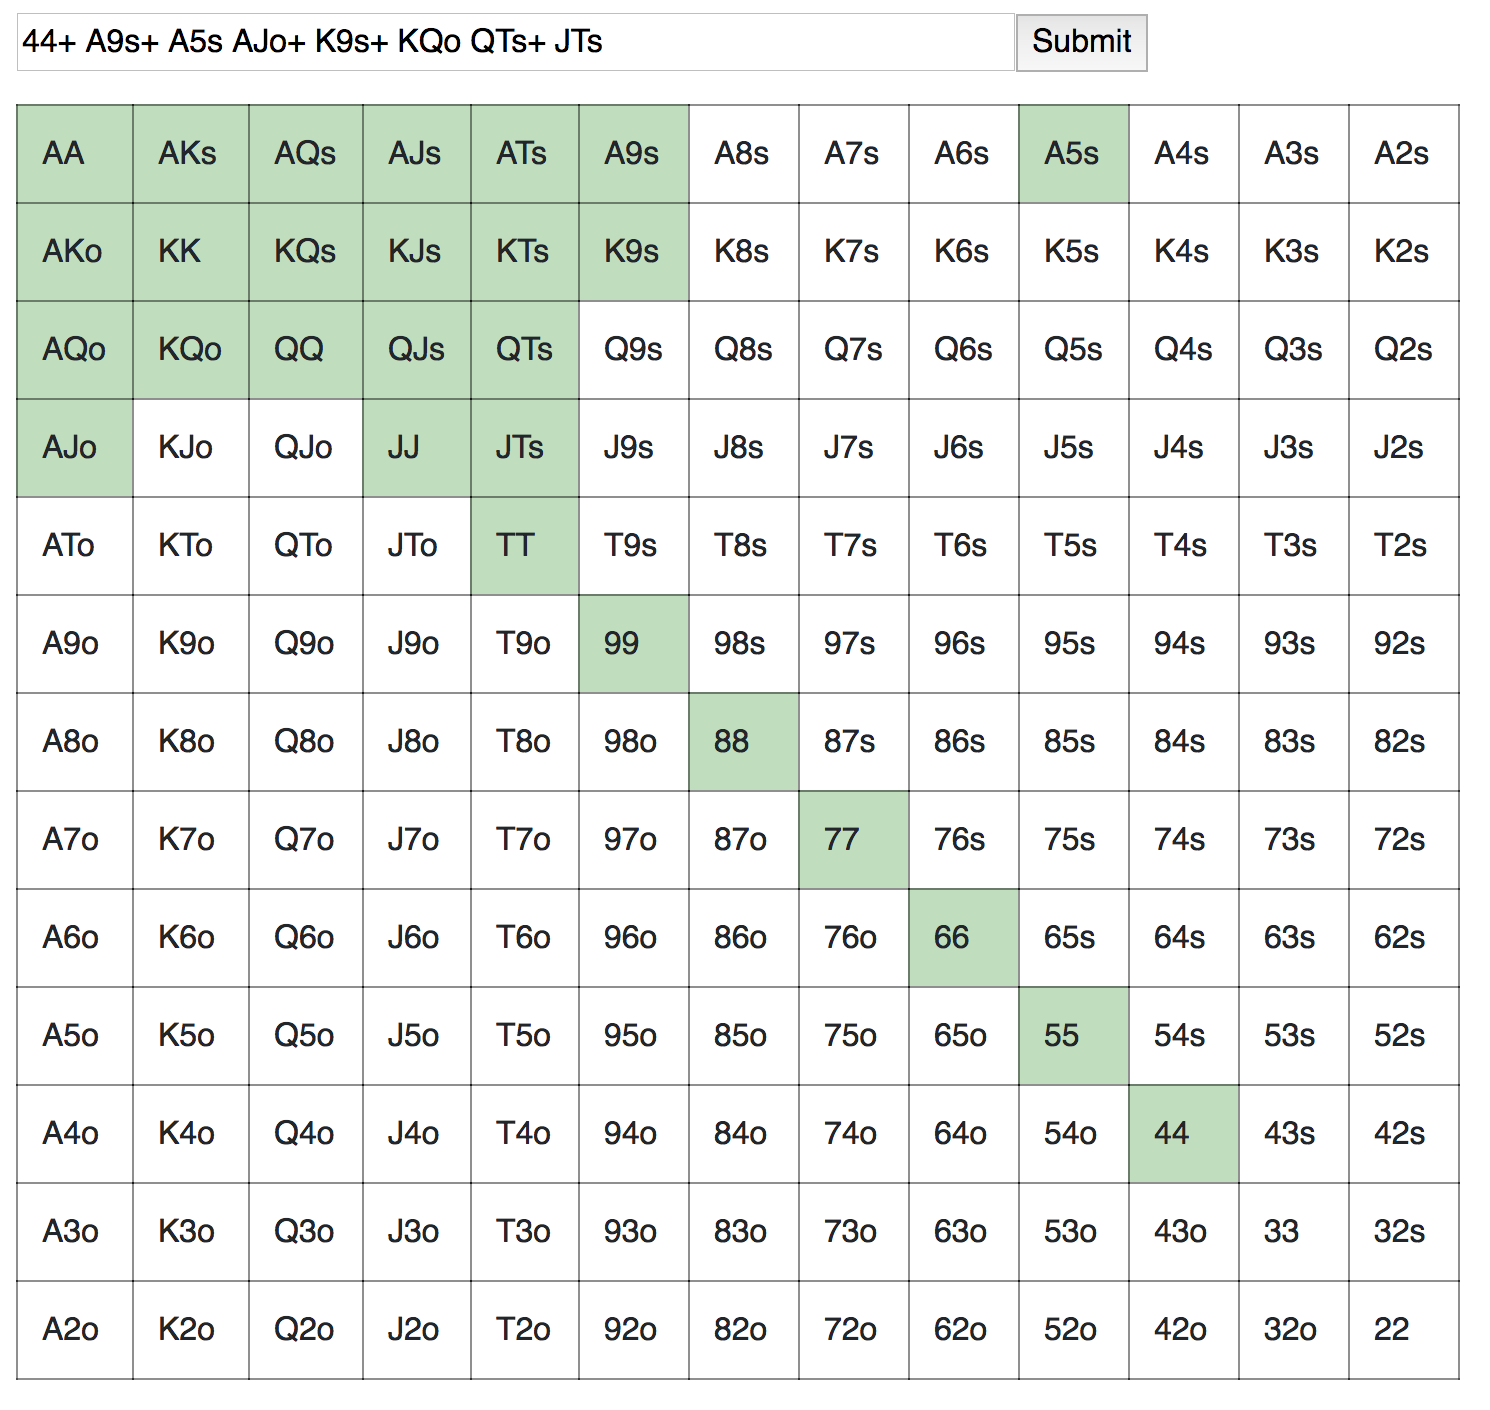 44+ A9s+ A5s AJo+ K9s+ KQo QTs+ JTs Submit
AA AKs AQs AJs ATs A9s A8s A7s A6s A5s A4s A3s A2s
AKo KK KQs KJs KTs K9s K8s K7s K6s K5s K4s K3s K2s
AQo KQo QQ QJs QTs Q9s Q8s Q7s Q6s Q5s Q4s Q3s Q2s
AJo KJo QJo JJ JTs J9s J8s J7s J6s J5s J4s J3s J2s
ATo KTo QTo JTo TT T9s T8s T7s T6s T5s T4s T3s T2s
A9o K9o Q9o J9o T9o 99 98s 97s 96s 95s 94s 93s 92s
A8o K8o Q8o J8o T8o 98o 88 87s 86s 85s 84s 83s 82s
A7o K7o Q7o J7o T7o 97o 87o 77 76s 75s 74s 73s 72s
A6o K6o Q6o J6o T6o 96o 86o 76o 66 65s 64s 63s 62s
A5o K5o Q5o J5o T5o 95o 85o 75o 65o 55 54s 53s 52s
A4o K4o Q4o J4o T4o 94o 84o 74o 64o 54o 44 43s 42s
A3o K3o Q3o J3o T3o 93o 83o 73o 63o 53o 43o 33 32s
A2o K2o Q2o J2o T2o 92o 82o 72o 62o 52o 42o 32o 22